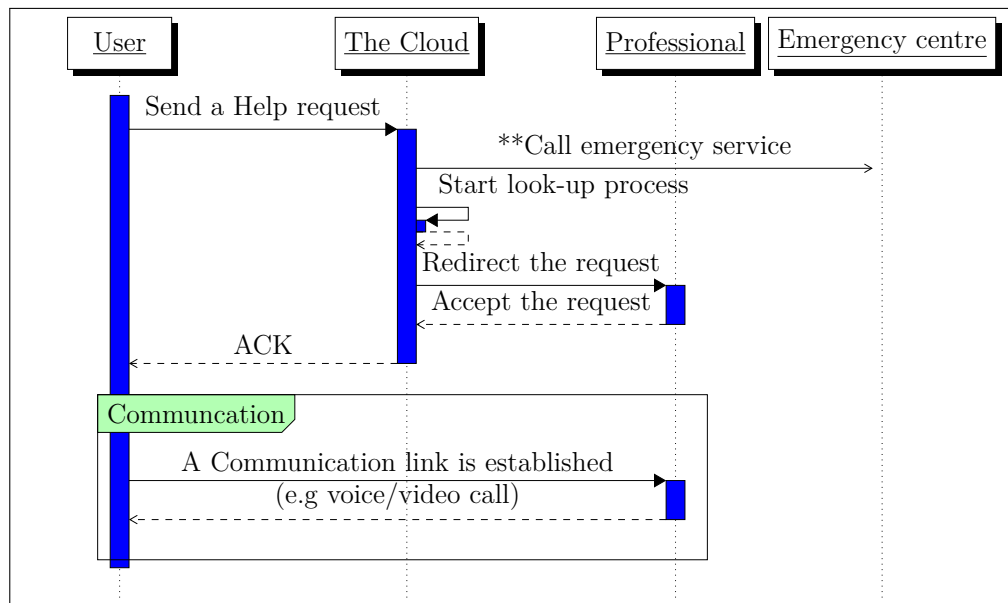 User
The Cloud
Professional
Emergency centre
Send a Help request
**Call emergency service
Start look-up process
Redirect the request
Accept the request
ACK
Communcation
A Communication link is established
(e.g voice/video call)